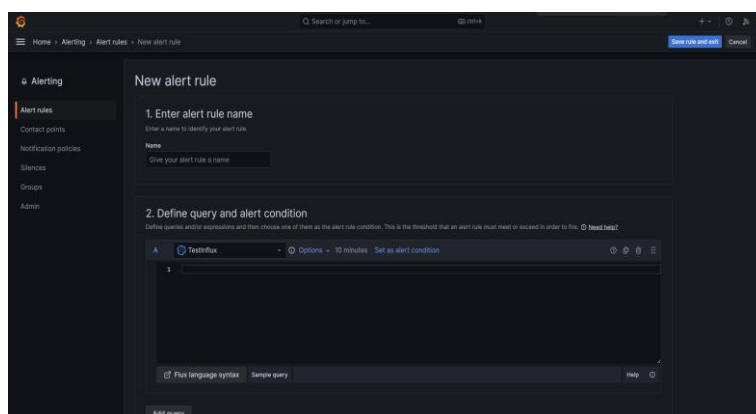 Search or jump to...
ctrl+k
Home › Alerting › Alert rules › New alert rule
Save rule and exit
Cancel
Alerting
Alert rules
Contact points
Notification policies
Silences
Groups
Admin
New alert rule
1. Enter alert rule name
Enter a name to identify your alert rule
Name
Give your alert rule a name
2. Define query and alert condition
Define queries and/or expressions and then choose one of them as the alert rule condition. This is the threshold that an alert rule must meet or exceed in order to fire. Need help?
A TestInflux Options 10 minutes Set as alert condition
1
Flux language syntax Sample query Help
Add query